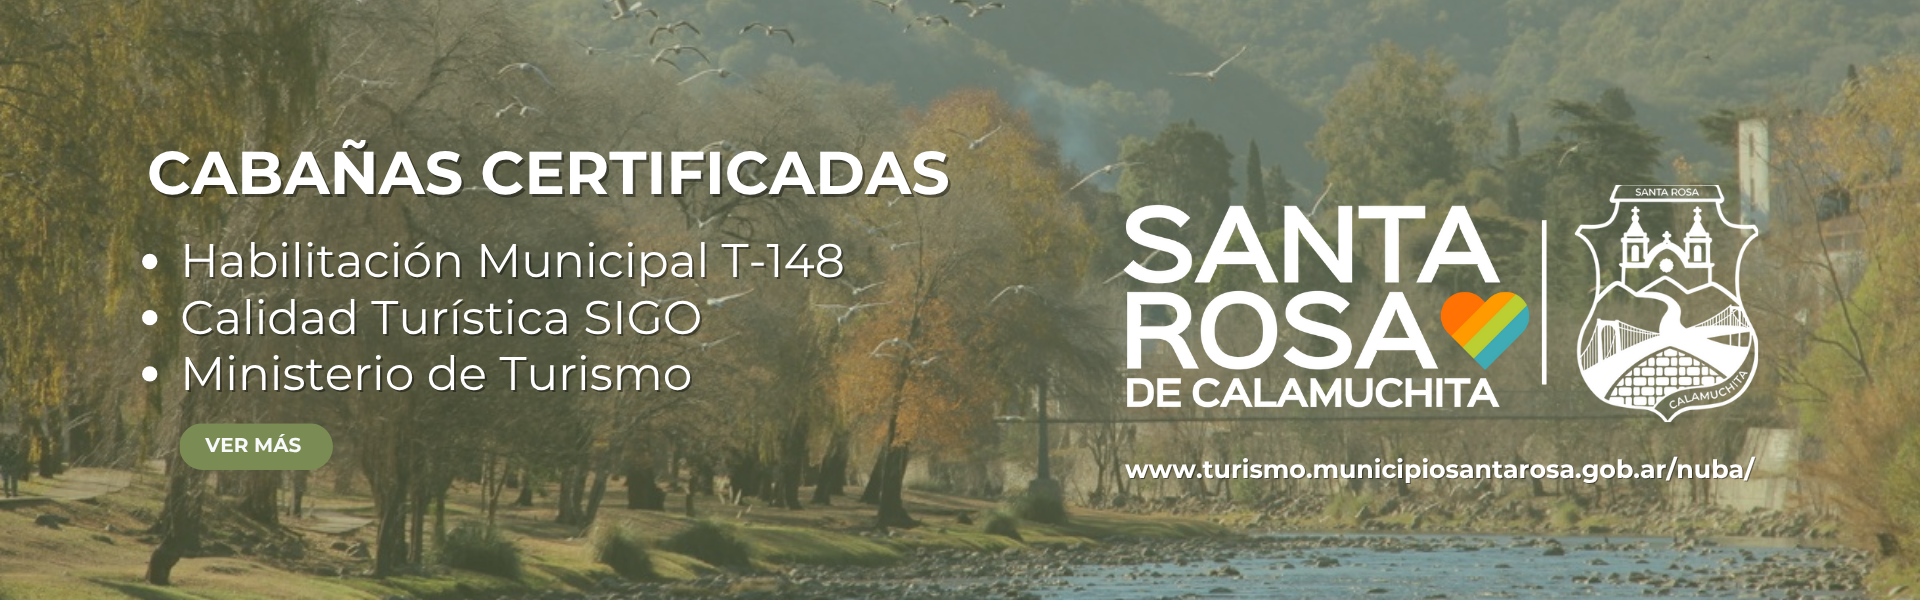 CABAÑAS CERTIFICADAS
• Habilitación Municipal T-148
• Calidad Turística SIGO
• Ministerio de Turismo
VER MÁS
SANTA
ROSA
DE CALAMUCHITA
SANTA ROSA
CALAMUCHITA
www.turismo.municipiosantarosa.gob.ar/nuba/